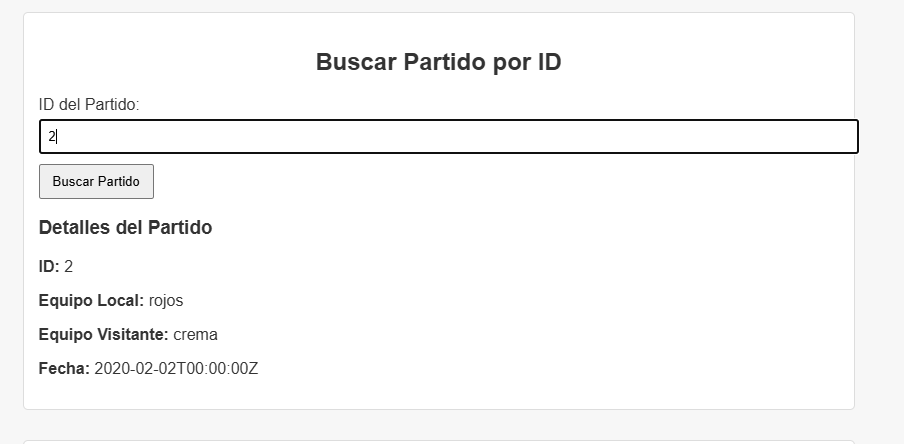 Buscar Partido por ID
ID del Partido:
2
Buscar Partido
Detalles del Partido
ID: 2
Equipo Local: rojos
Equipo Visitante: crema
Fecha: 2020-02-02T00:00:00Z